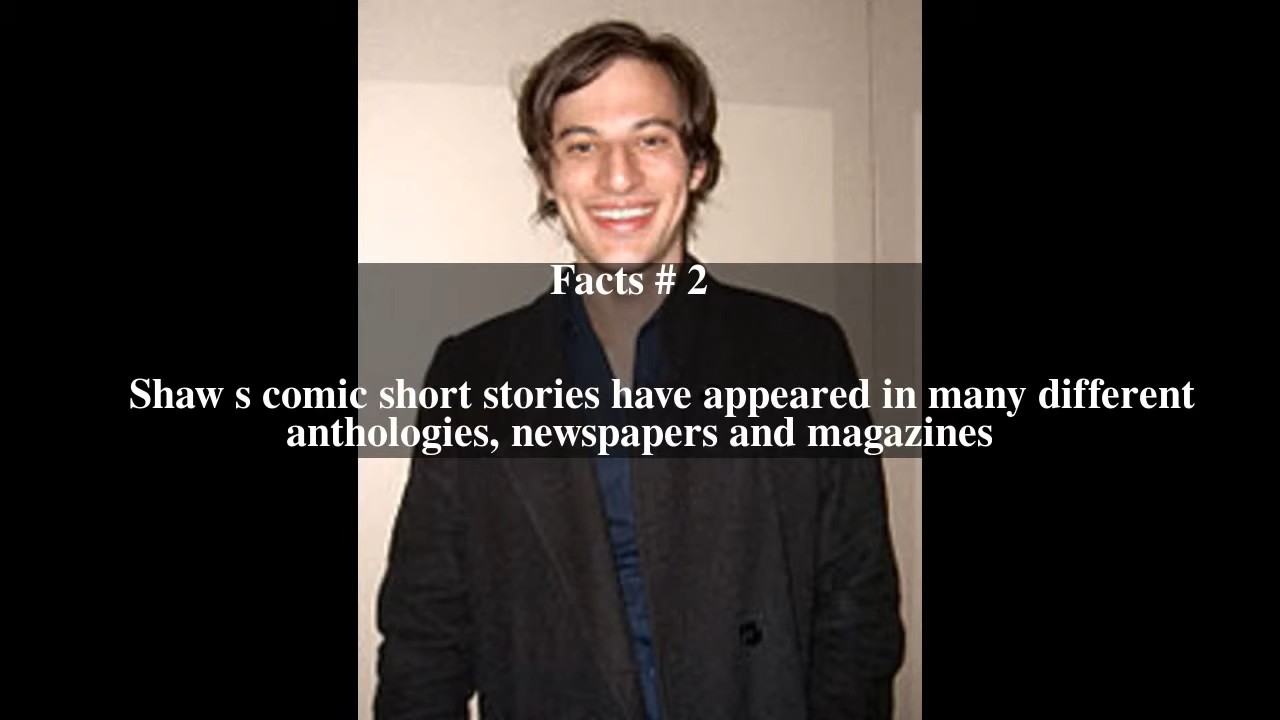 Facts # 2
Shaw s comic short stories have appeared in many different
anthologies, newspapers and magazines